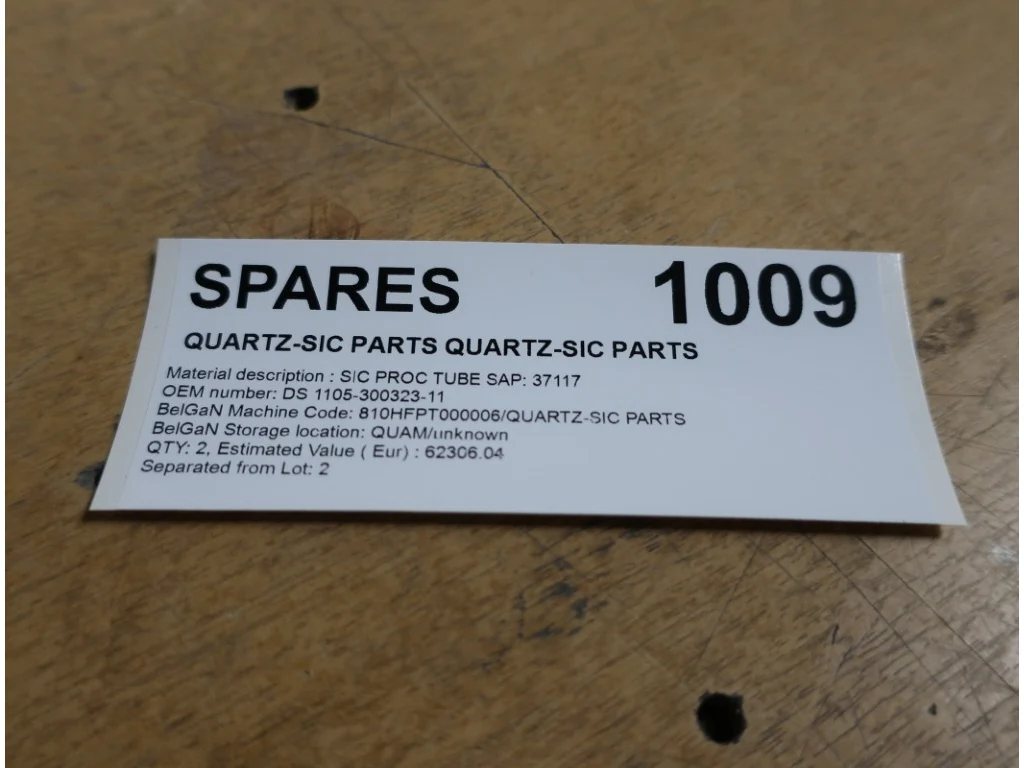 SPARES 1009
QUARTZ-SIC PARTS QUARTZ-SIC PARTS
Material description : SIC PROC TUBE SAP: 37117
OEM number: DS 1105-300323-11
BelGaN Machine Code: 810HFPT000006/QUARTZ-SIC PARTS
BelGaN Storage location: QUAM/unknown
QTY: 2, Estimated Value ( Eur) : 62306.04
Separated from Lot: 2